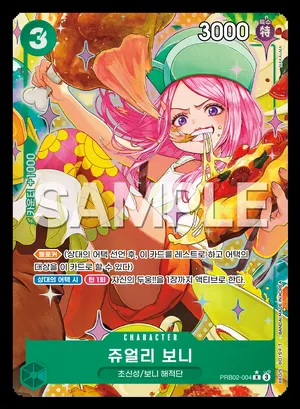 3
3000
특수
特
카운터 +1000
SAMPLE
블로커 (상대의 어택 선언 후, 이 카드를 레스트로 하고 어택의
대상을 이 카드로 할 수 있다)
상대의 어택 시 턴 1회 자신의 두웅!!을 1장까지 액티브로 한다.
CHARACTER
쥬얼리 보니
초신성/보니 해적단
PRB02-004 ★ 3